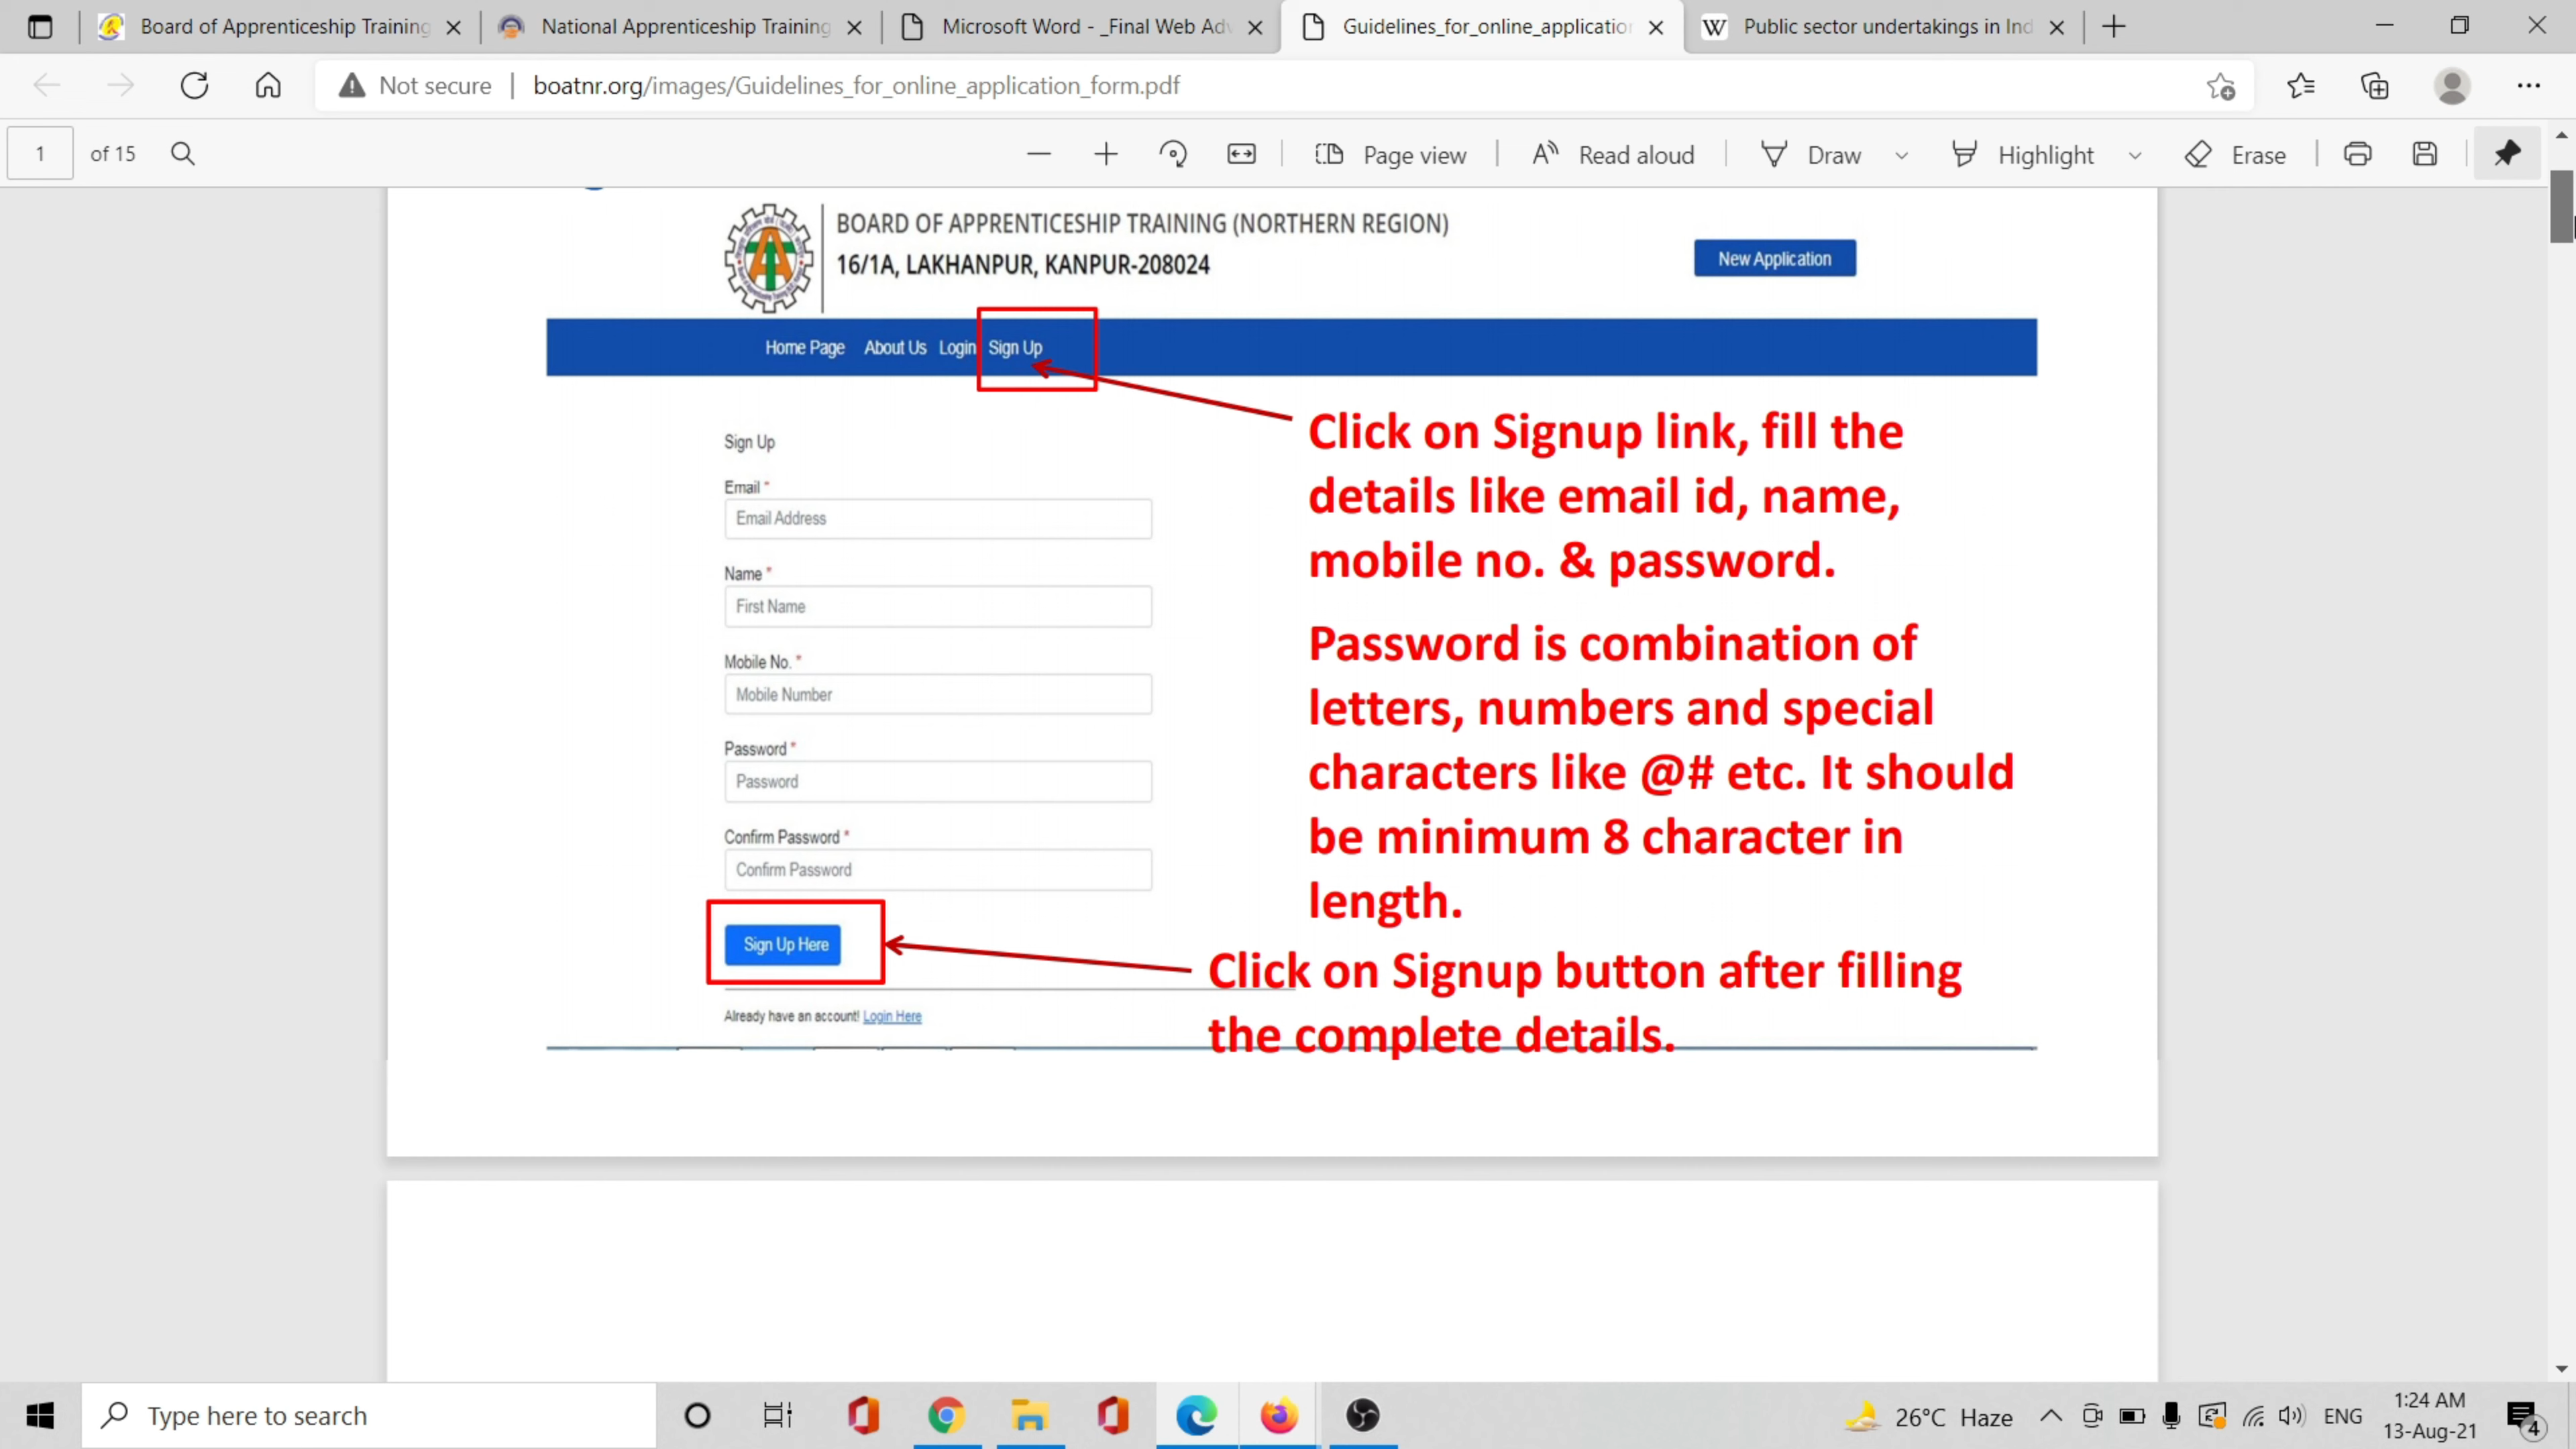 Board of Apprenticeship Training
National Apprenticeship Training
Microsoft Word - _Final Web Adv
Guidelines_for_online_application
Public sector undertakings in Ind
Not secure | boatnr.org/images/Guidelines_for_online_application_form.pdf
1 of 15
Page view
Read aloud
Draw
Highlight
Erase
BOARD OF APPRENTICESHIP TRAINING (NORTHERN REGION)
16/1A, LAKHANPUR, KANPUR-208024
New Application
Home Page About Us Login Sign Up
Click on Signup link, fill the
details like email id, name,
mobile no. & password.
Password is combination of
letters, numbers and special
characters like @# etc. It should
be minimum 8 character in
length.
Sign Up
Email *
Email Address
Name *
First Name
Mobile No. *
Mobile Number
Password *
Password
Confirm Password *
Confirm Password
Sign Up Here
Click on Signup button after filling
the complete details.
Already have an account! Login Here
Type here to search
26°C Haze
ENG
1:24 AM
13-Aug-21
4